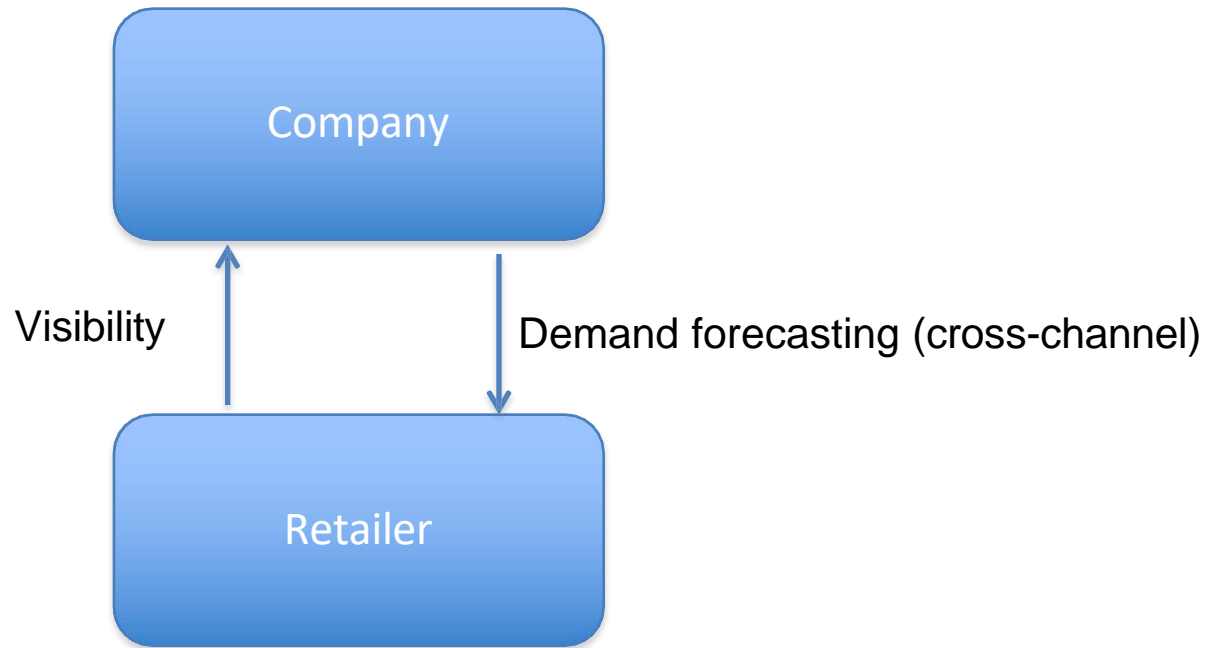 Company
Visibility
Demand forecasting (cross-channel)
Retailer